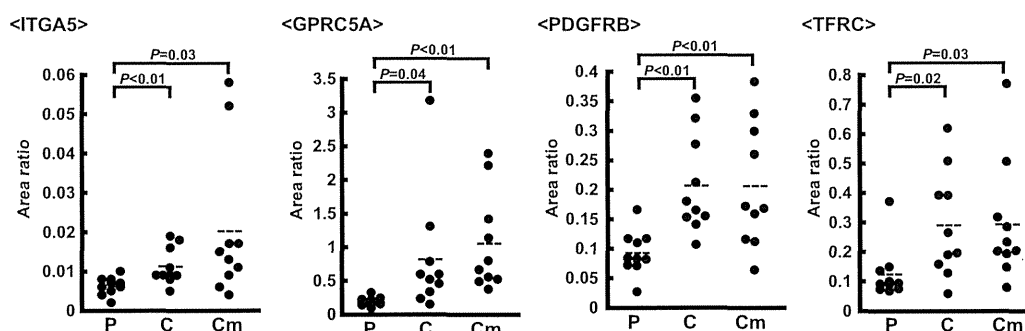 <ITGA5>
P=0.03
P<0.01
Area ratio
0.06
0.05
0.04
0.03
0.02
0.01
0
P C Cm
<GPRC5A>
P<0.01
P=0.04
Area ratio
3.5
3
2.5
2
1.5
1
0.5
0
P C Cm
<PDGFRB>
P<0.01
P<0.01
Area ratio
0.4
0.35
0.3
0.25
0.2
0.15
0.1
0.05
0
P C Cm
<TFRC>
P=0.03
P=0.02
Area ratio
0.8
0.7
0.6
0.5
0.4
0.3
0.2
0.1
0
P C Cm